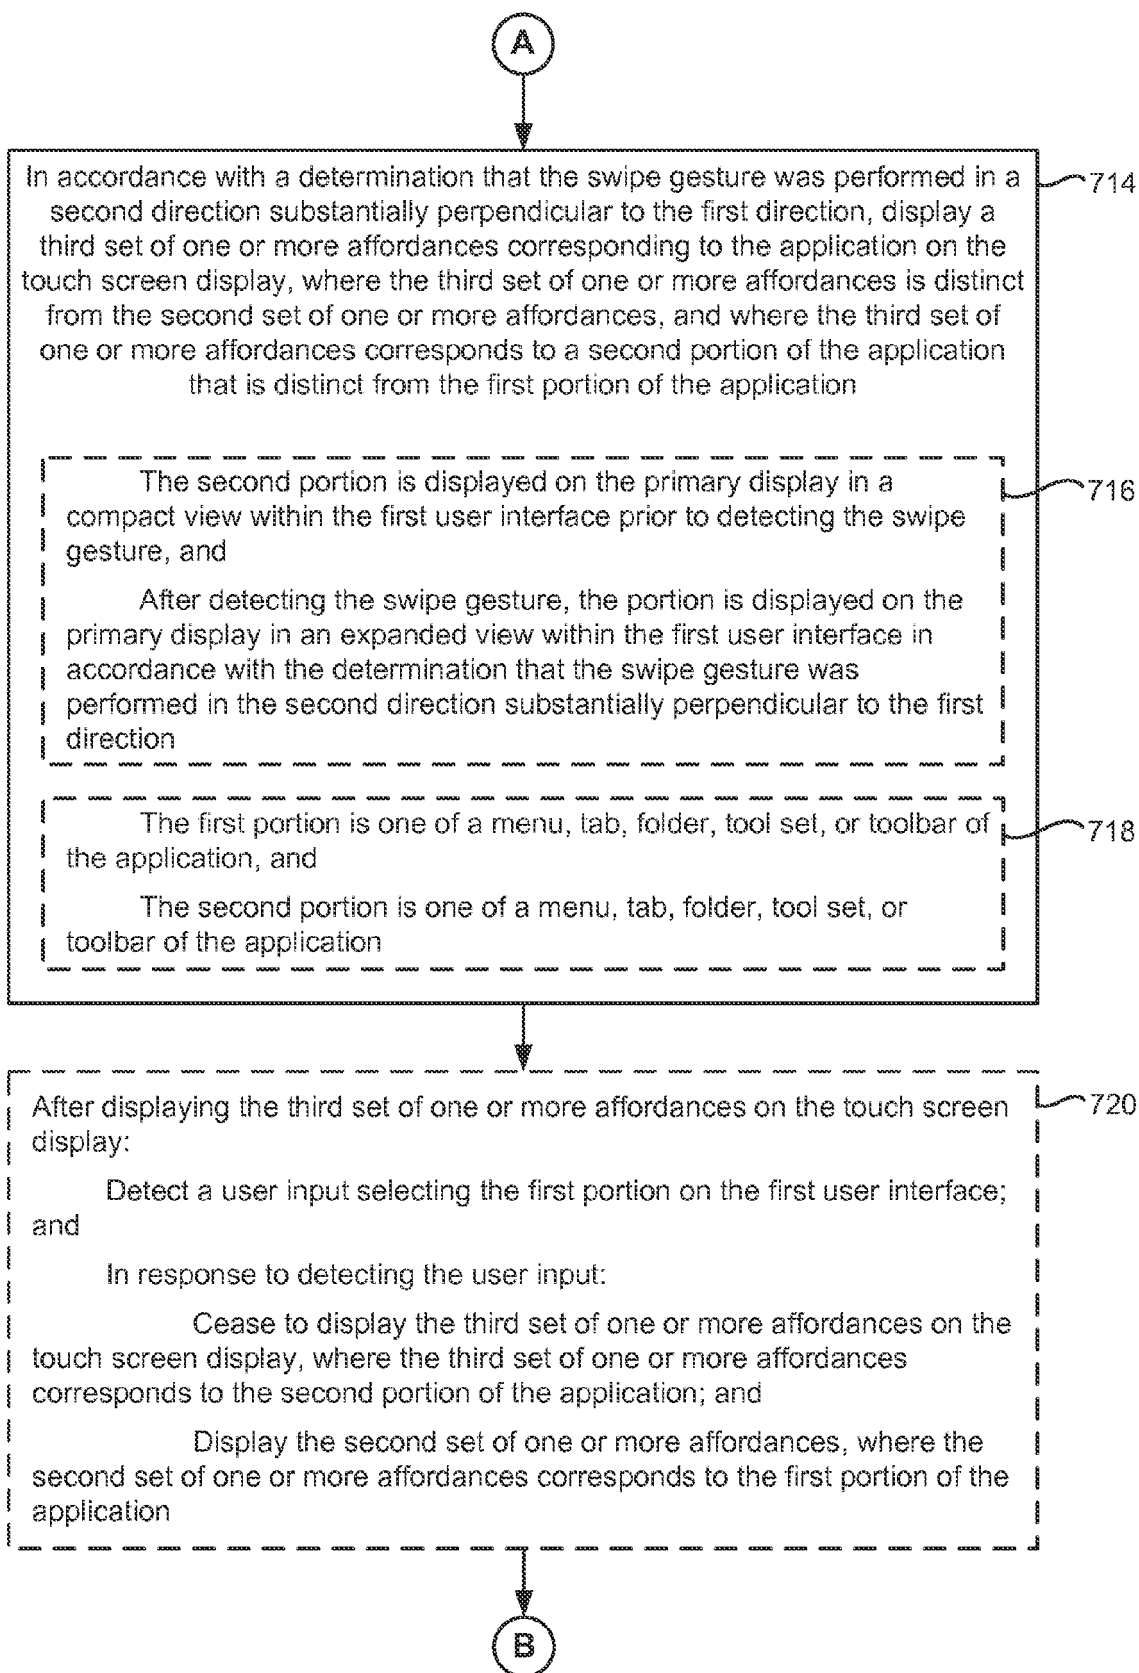 A
In accordance with a determination that the swipe gesture was performed in a
second direction substantially perpendicular to the first direction, display a
third set of one or more affordances corresponding to the application on the
touch screen display, where the third set of one or more affordances is distinct
from the second set of one or more affordances, and where the third set of
one or more affordances corresponds to a second portion of the application
that is distinct from the first portion of the application
714
The second portion is displayed on the primary display in a
compact view within the first user interface prior to detecting the swipe
gesture, and
716
After detecting the swipe gesture, the portion is displayed on the
primary display in an expanded view within the first user interface in
accordance with the determination that the swipe gesture was
performed in the second direction substantially perpendicular to the first
direction
The first portion is one of a menu, tab, folder, tool set, or toolbar of
the application, and
718
The second portion is one of a menu, tab, folder, tool set, or
toolbar of the application
After displaying the third set of one or more affordances on the touch screen
display:
720
Detect a user input selecting the first portion on the first user interface;
and
In response to detecting the user input:
Cease to display the third set of one or more affordances on the
touch screen display, where the third set of one or more affordances
corresponds to the second portion of the application; and
Display the second set of one or more affordances, where the
second set of one or more affordances corresponds to the first portion of the
application
B